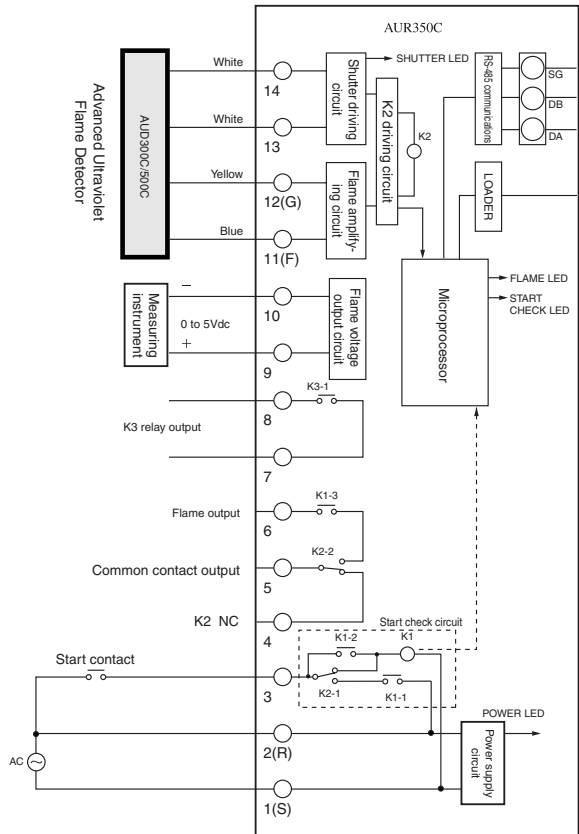 AUR350C
Advanced Ultraviolet
Flame Detector
AUD300C/500C
White
14
White
13
Yellow
12(G)
Blue
11(F)
Shutter driving
circuit
SHUTTER LED
K2 driving circuit
K2
Flame amplify-
ing circuit
RS-485 communications
SG
DB
DA
LOADER
Microprocessor
FLAME LED
START
CHECK LED
Measuring
instrument
−
0 to 5Vdc
+
10
9
Flame voltage
output circuit
K3-1
8
K3 relay output
7
K1-3
Flame output
6
K2-2
Common contact output
5
K2 NC
4
Start check circuit
K1-2
K1
Start contact
3
K2-1
K1-1
POWER LED
2(R)
Power supply
circuit
AC
1(S)